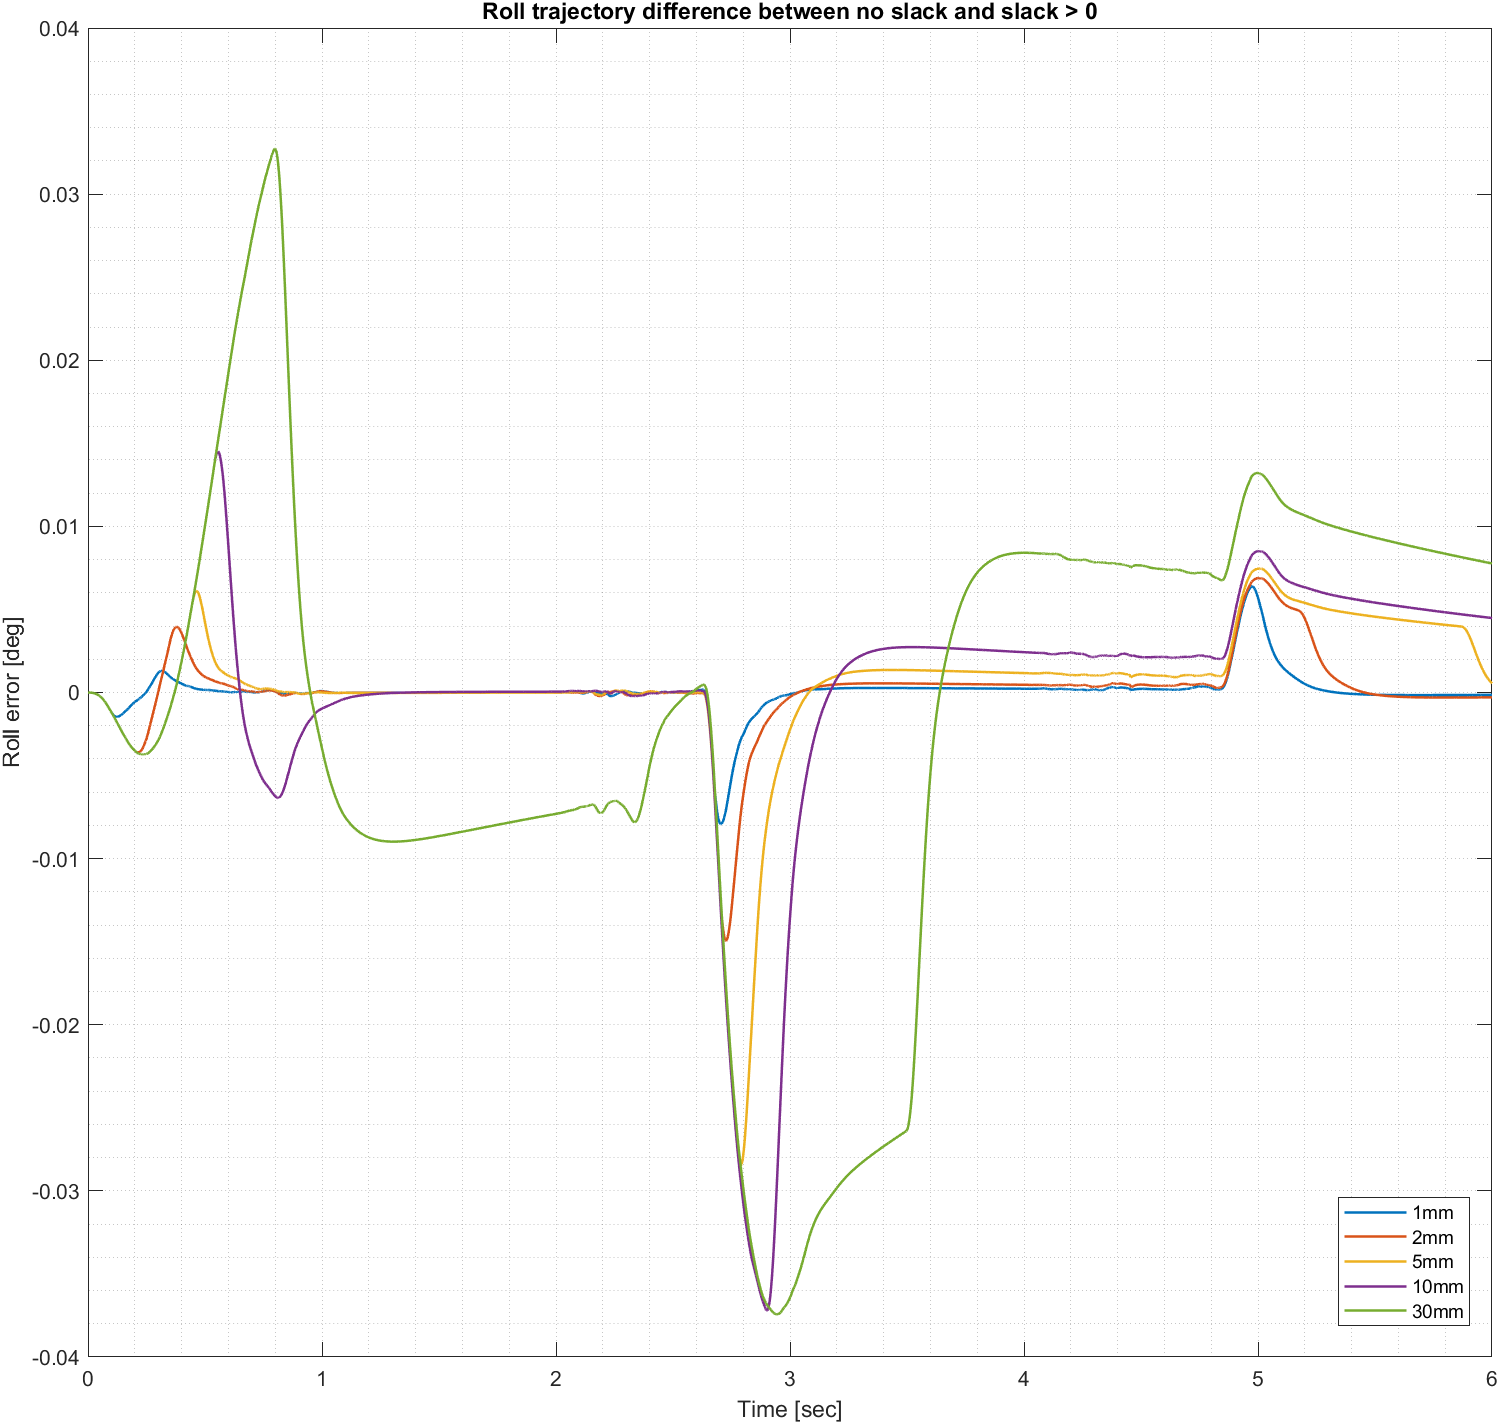 Roll trajectory difference between no slack and slack > 0
0.04
0.03
0.02
0.01
0
-0.01
-0.02
-0.03
-0.04
Roll error [deg]
0 1 2 3 4 5 6
Time [sec]
1mm
2mm
5mm
10mm
30mm